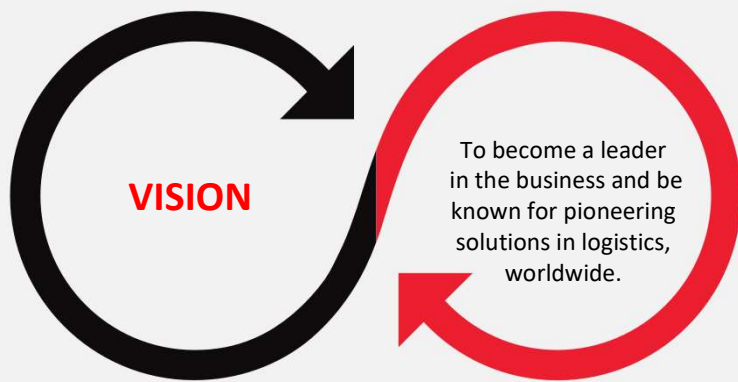 VISION
To become a leader
in the business and be
known for pioneering
solutions in logistics,
worldwide.